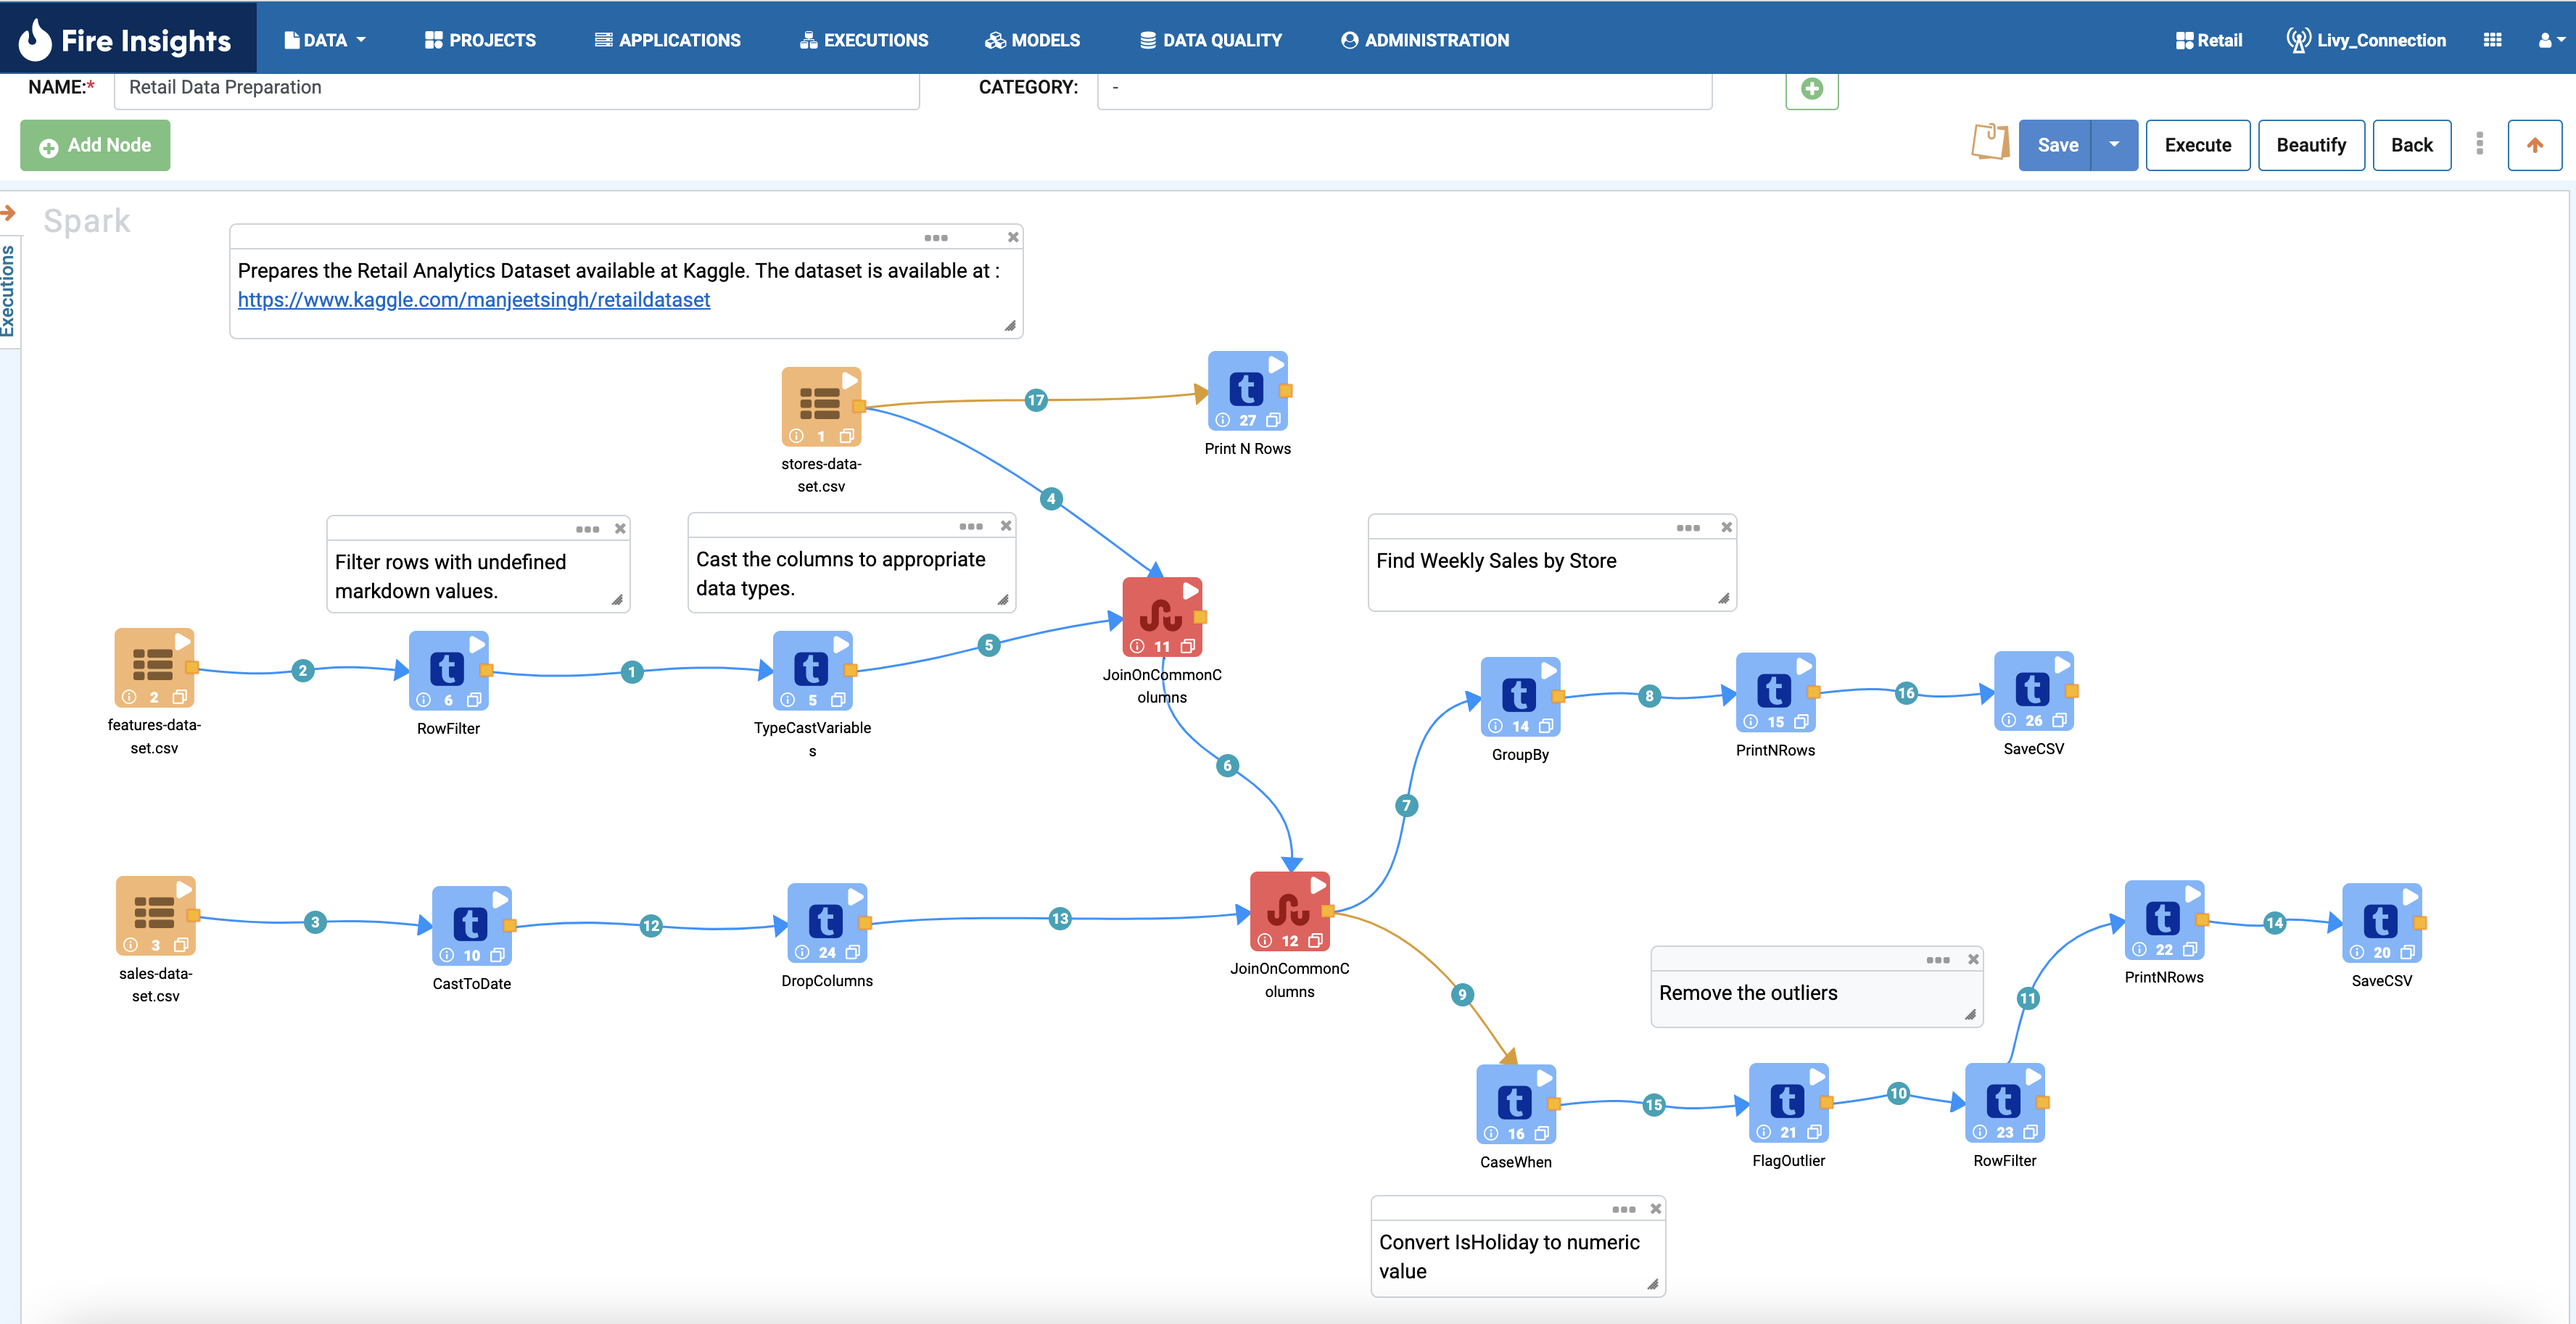 Fire Insights
DATA
PROJECTS
APPLICATIONS
EXECUTIONS
MODELS
DATA QUALITY
ADMINISTRATION
Retail
Livy_Connection
NAME:*
Retail Data Preparation
CATEGORY:
-
Add Node
Save
Execute
Beautify
Back
Executions
Spark
Prepares the Retail Analytics Dataset available at Kaggle. The dataset is available at :
https://www.kaggle.com/manjeetsingh/retaildataset
1
stores-data-
set.csv
17
27
Print N Rows
4
Filter rows with undefined
markdown values.
Cast the columns to appropriate
data types.
Find Weekly Sales by Store
2
features-data-
set.csv
2
6
RowFilter
1
5
TypeCastVariable
s
5
11
JoinOnCommonC
olumns
6
7
14
GroupBy
8
15
PrintNRows
16
26
SaveCSV
3
sales-data-
set.csv
3
10
CastToDate
12
24
DropColumns
13
12
JoinOnCommonC
olumns
9
Remove the outliers
11
22
PrintNRows
14
20
SaveCSV
16
CaseWhen
15
21
FlagOutlier
10
23
RowFilter
Convert IsHoliday to numeric
value